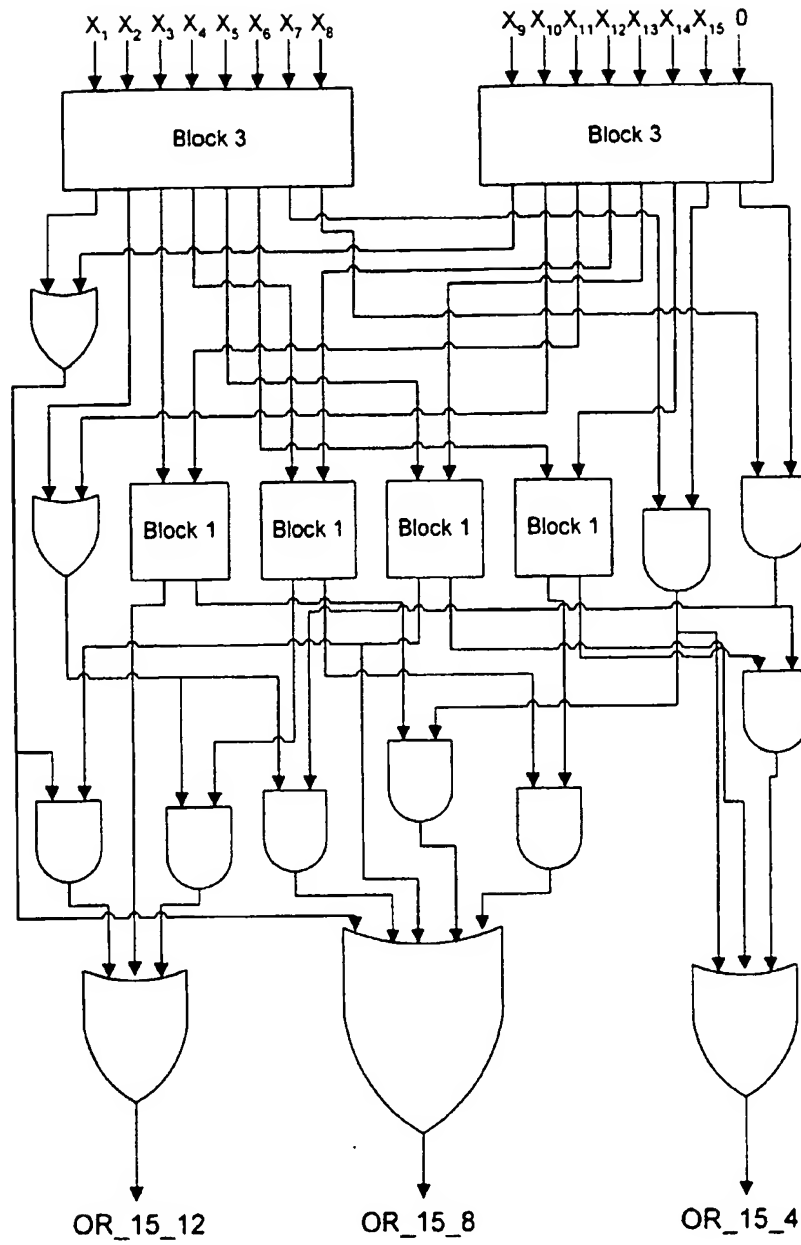 X₁ X₂ X₃ X₄ X₅ X₆ X₇ X₈
X₉ X₁₀ X₁₁ X₁₂ X₁₃ X₁₄ X₁₅ 0
Block 3
Block 3
Block 1
Block 1
Block 1
Block 1
OR_15_12
OR_15_8
OR_15_4